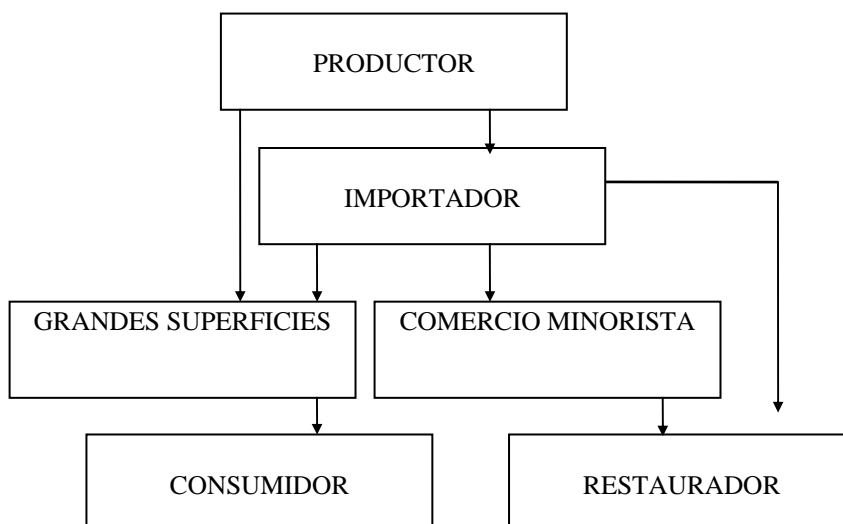 PRODUCTOR
IMPORTADOR
GRANDES SUPERFICIES
COMERCIO MINORISTA
CONSUMIDOR
RESTAURADOR